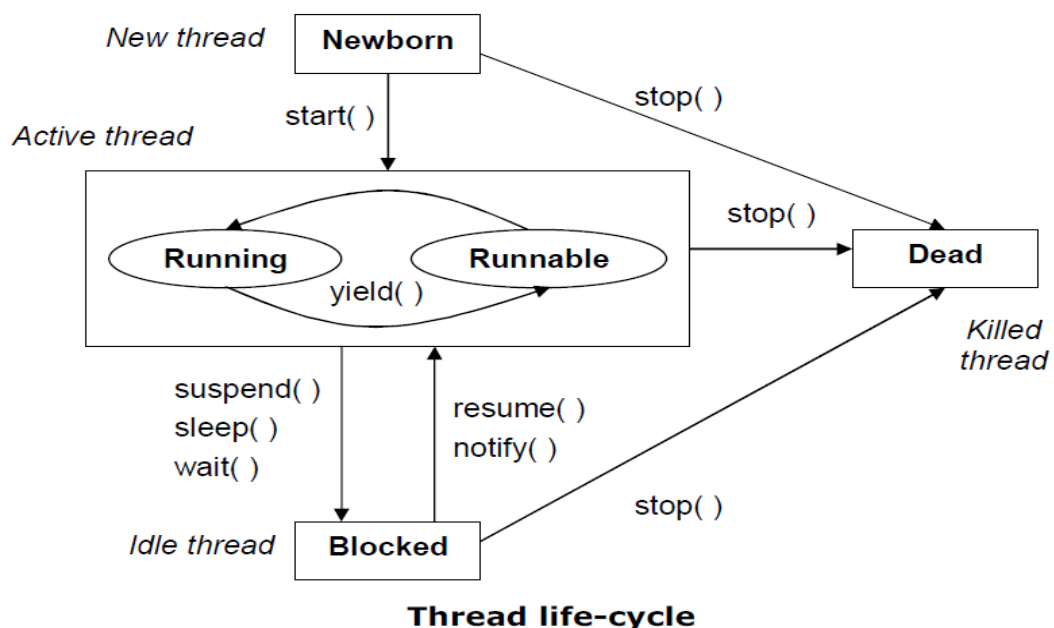 New thread
Newborn
start( )
stop( )
Active thread
Running
Runnable
yield( )
stop( )
Dead
Killed
thread
suspend( )
sleep( )
wait( )
resume( )
notify( )
stop( )
Idle thread
Blocked
Thread life-cycle